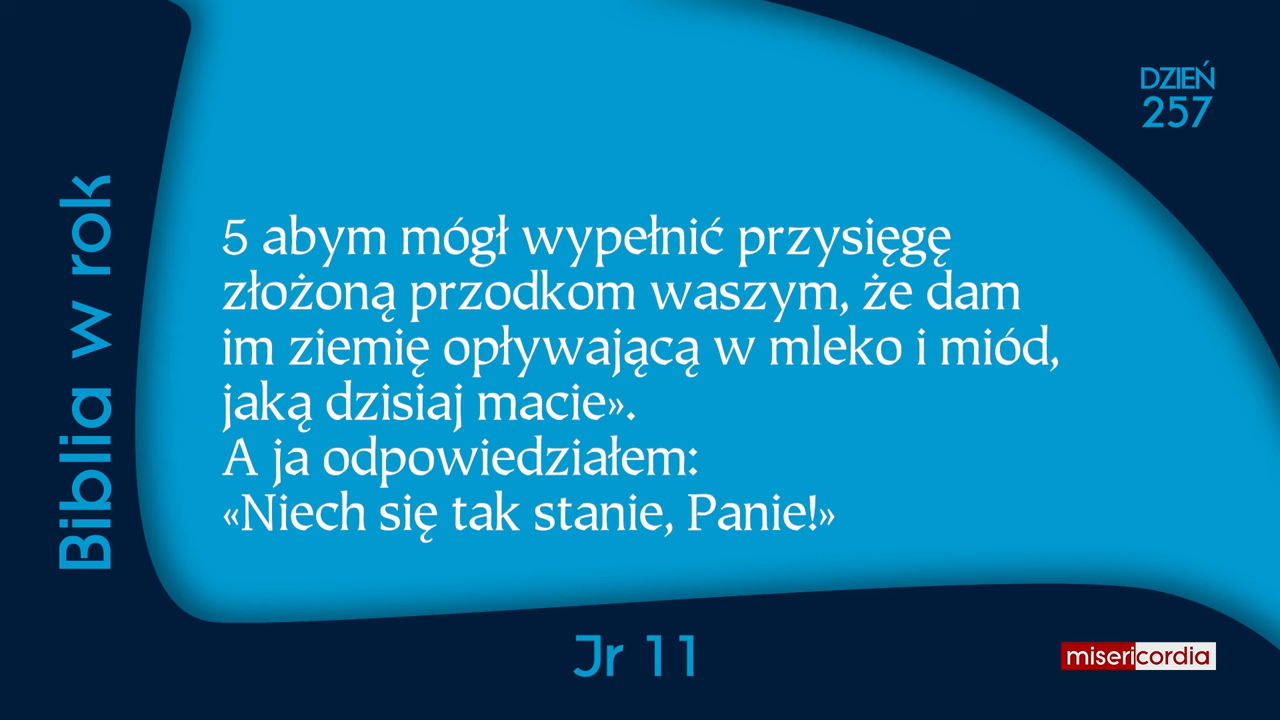 DZIEŃ
257
Biblia w rok
5 abym mógł wypełnić przysięgę
złożoną przodkom waszym, że dam
im ziemię opływającą w mleko i miód,
jaką dzisiaj macie».
A ja odpowiedziałem:
«Niech się tak stanie, Panie!»
Jr 11
misericordia